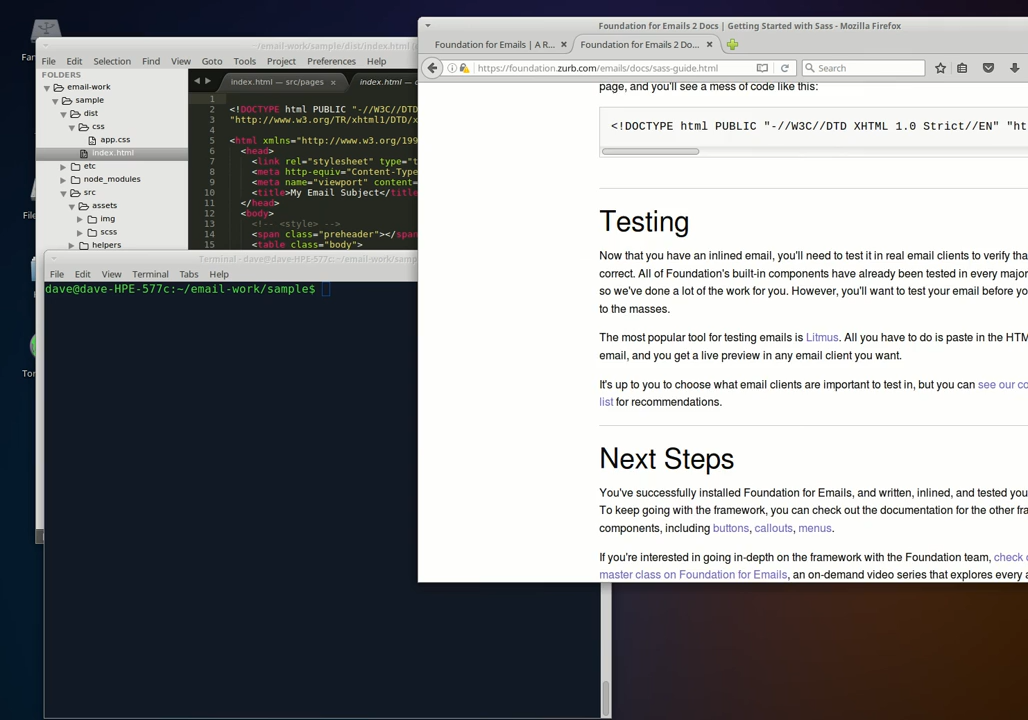 Foundation for Emails 2 Docs | Getting Started with Sass - Mozilla Firefox
Foundation for Emails | A R... ×
Foundation for Emails 2 Do... ×
https://foundation.zurb.com/emails/docs/sass-guide.html
Search
page, and you'll see a mess of code like this:
<!DOCTYPE html PUBLIC "-//W3C//DTD XHTML 1.0 Strict//EN" "ht
Testing
Now that you have an inlined email, you'll need to test it in real email clients to verify tha
correct. All of Foundation's built-in components have already been tested in every major
so we've done a lot of the work for you. However, you'll want to test your email before yo
to the masses.
The most popular tool for testing emails is Litmus. All you have to do is paste in the HTM
email, and you get a live preview in any email client you want.
It's up to you to choose what email clients are important to test in, but you can see our co
list for recommendations.
Next Steps
You've successfully installed Foundation for Emails, and written, inlined, and tested you
To keep going with the framework, you can check out the documentation for the other fra
components, including buttons, callouts, menus.
If you're interested in going in-depth on the framework with the Foundation team, check o
master class on Foundation for Emails, an on-demand video series that explores every a
~/email-work/sample/dist/index.html
File Edit Selection Find View Goto Tools Project Preferences Help
FOLDERS
email-work
sample
dist
css
app.css
index.html
etc
node_modules
src
assets
img
scss
helpers
index.html — src/pages ×
index.html —
1
2 <!DOCTYPE html PUBLIC "-//W3C//DTD
3 "http://www.w3.org/TR/xhtml1/DTD/x
4
5 <html xmlns="http://www.w3.org/199
6 <head>
7 <link rel="stylesheet" type="t
8 <meta http-equiv="Content-Type
9 <meta name="viewport" content=
10 <title>My Email Subject</title
11 </head>
12 <body>
13 <!-- <style> -->
14 <span class="preheader"></span
15 <table class="body">
Terminal - dave@dave-HPE-577c: ~/email-work/samp
File Edit View Terminal Tabs Help
dave@dave-HPE-577c:~/email-work/sample$